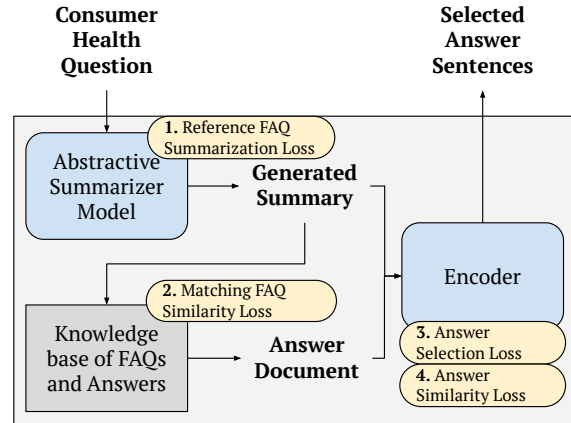 Consumer
Health
Question
Selected
Answer
Sentences
1. Reference FAQ
Summarization Loss
Abstractive
Summarizer
Model
Generated
Summary
Encoder
2. Matching FAQ
Similarity Loss
Knowledge
base of FAQs
and Answers
Answer
Document
3. Answer
Selection Loss
4. Answer
Similarity Loss